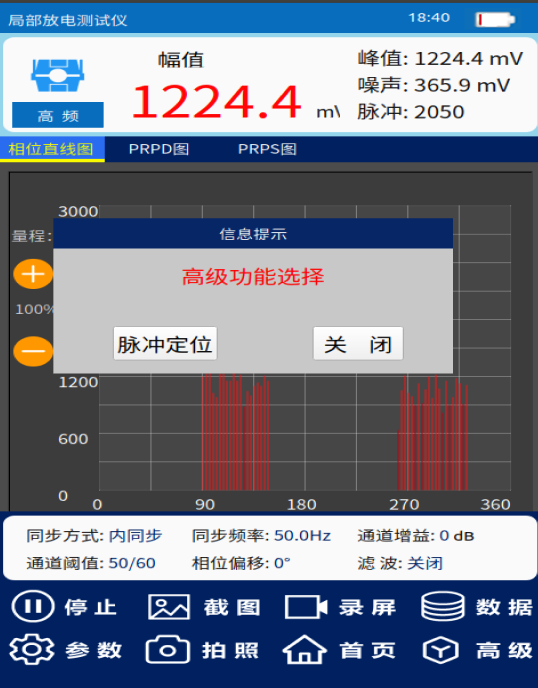 局部放电测试仪 18:40
幅值
1224.4 mV
峰值: 1224.4 mV
噪声: 365.9 mV
脉冲: 2050
高 频
相位直线图 PRPD图 PRPS图
3000
量程:
信息提示
高级功能选择
100%
脉冲定位 关 闭
1200
600
0
0 90 180 270 360
同步方式: 内同步 同步频率: 50.0Hz 通道增益: 0 dB
通道阈值: 50/60 相位偏移: 0° 滤 波: 关闭
停止 截图 录屏 数据
参数 拍照 首页 高级